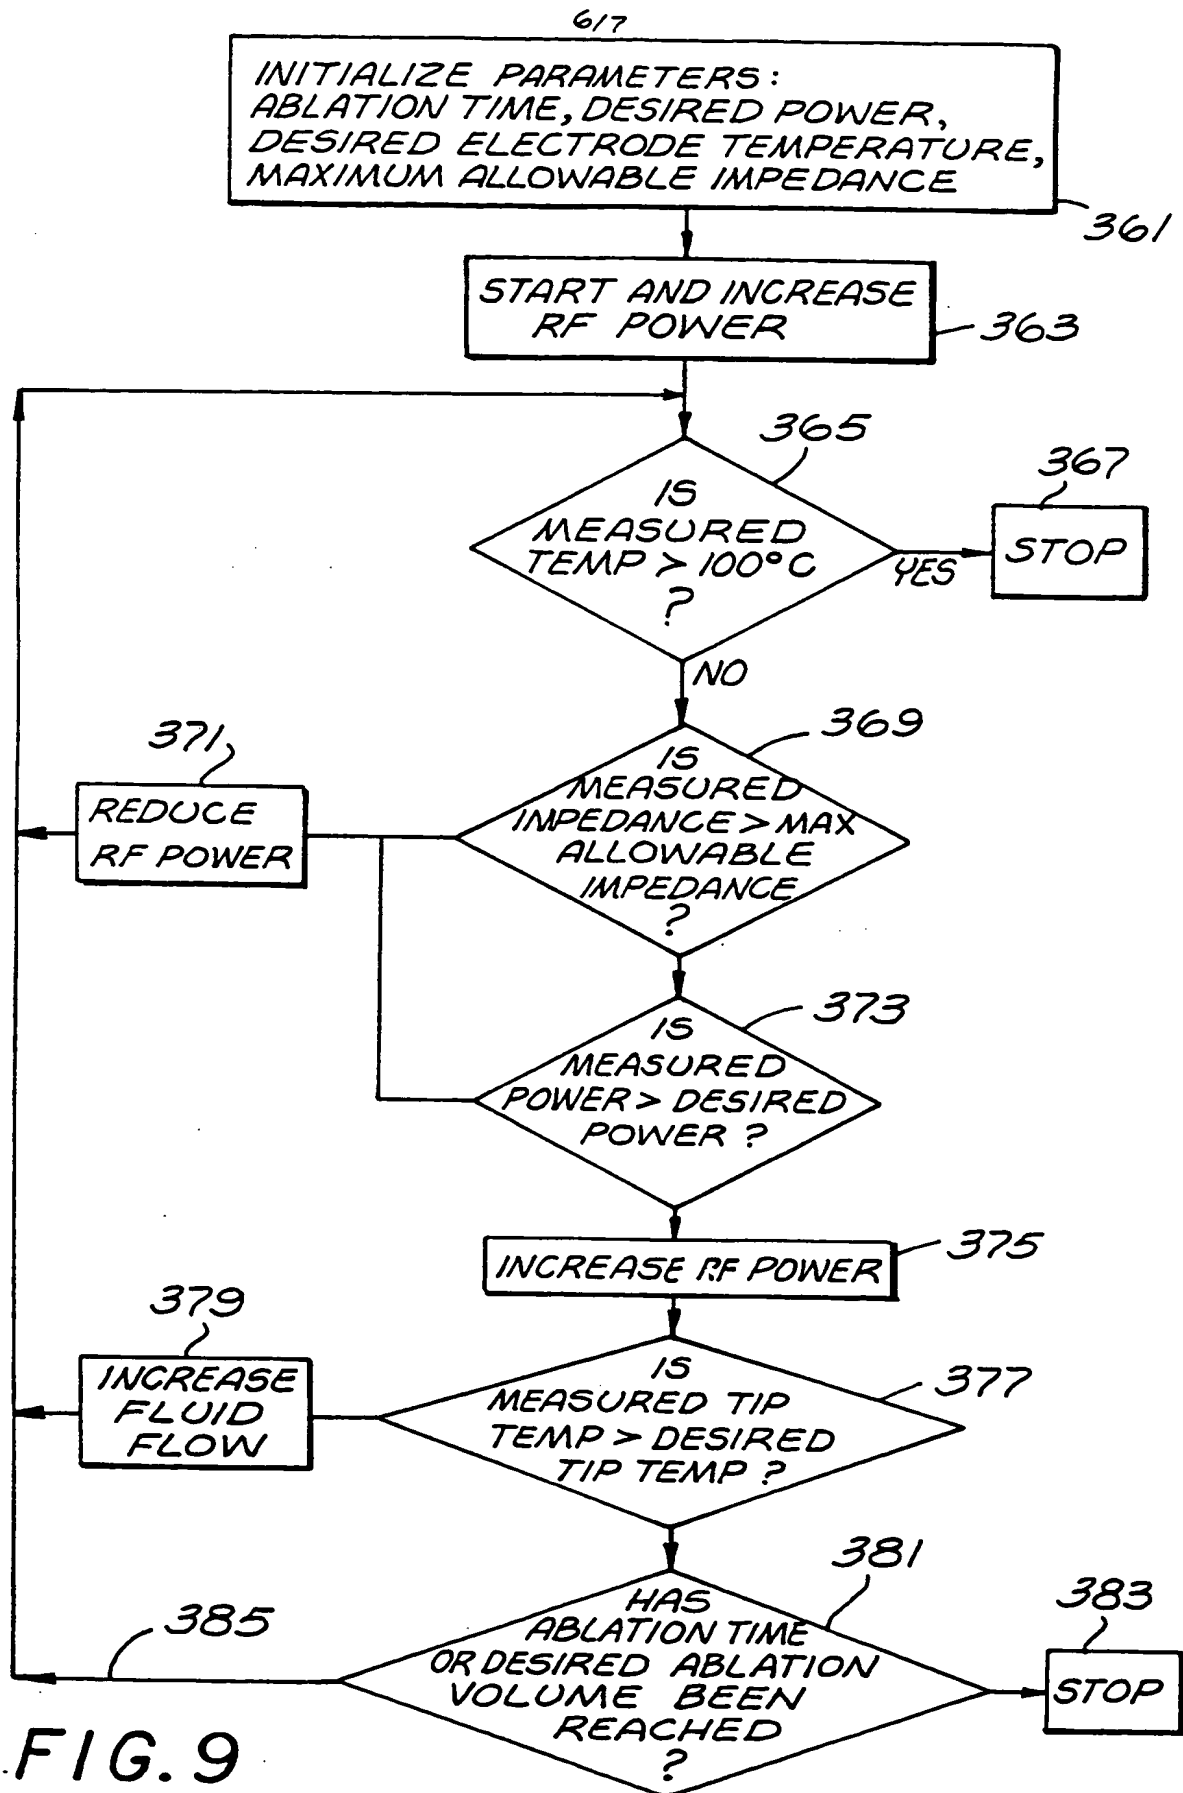 6/7
INITIALIZE PARAMETERS:
ABLATION TIME, DESIRED POWER,
DESIRED ELECTRODE TEMPERATURE,
MAXIMUM ALLOWABLE IMPEDANCE
361
START AND INCREASE
RF POWER
363
365
IS
MEASURED
TEMP > 100°C
?
YES
367
STOP
NO
369
IS
MEASURED
IMPEDANCE > MAX
ALLOWABLE
IMPEDANCE
?
371
REDUCE
RF POWER
373
IS
MEASURED
POWER > DESIRED
POWER ?
375
INCREASE RF POWER
377
IS
MEASURED TIP
TEMP > DESIRED
TIP TEMP ?
379
INCREASE
FLUID
FLOW
381
HAS
ABLATION TIME
OR DESIRED ABLATION
VOLUME BEEN
REACHED
?
383
STOP
385
FIG. 9